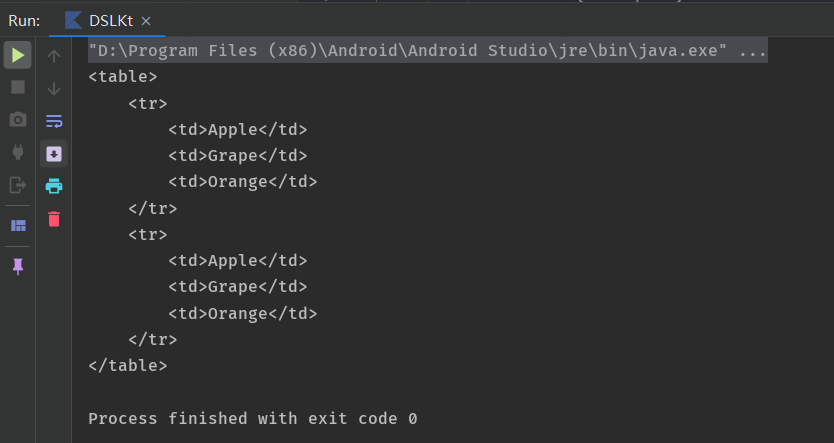 Run: DSLKt ×
"D:\Program Files (x86)\Android\Android Studio\jre\bin\java.exe" ...
<table>
    <tr>
        <td>Apple</td>
        <td>Grape</td>
        <td>Orange</td>
    </tr>
    <tr>
        <td>Apple</td>
        <td>Grape</td>
        <td>Orange</td>
    </tr>
</table>

Process finished with exit code 0